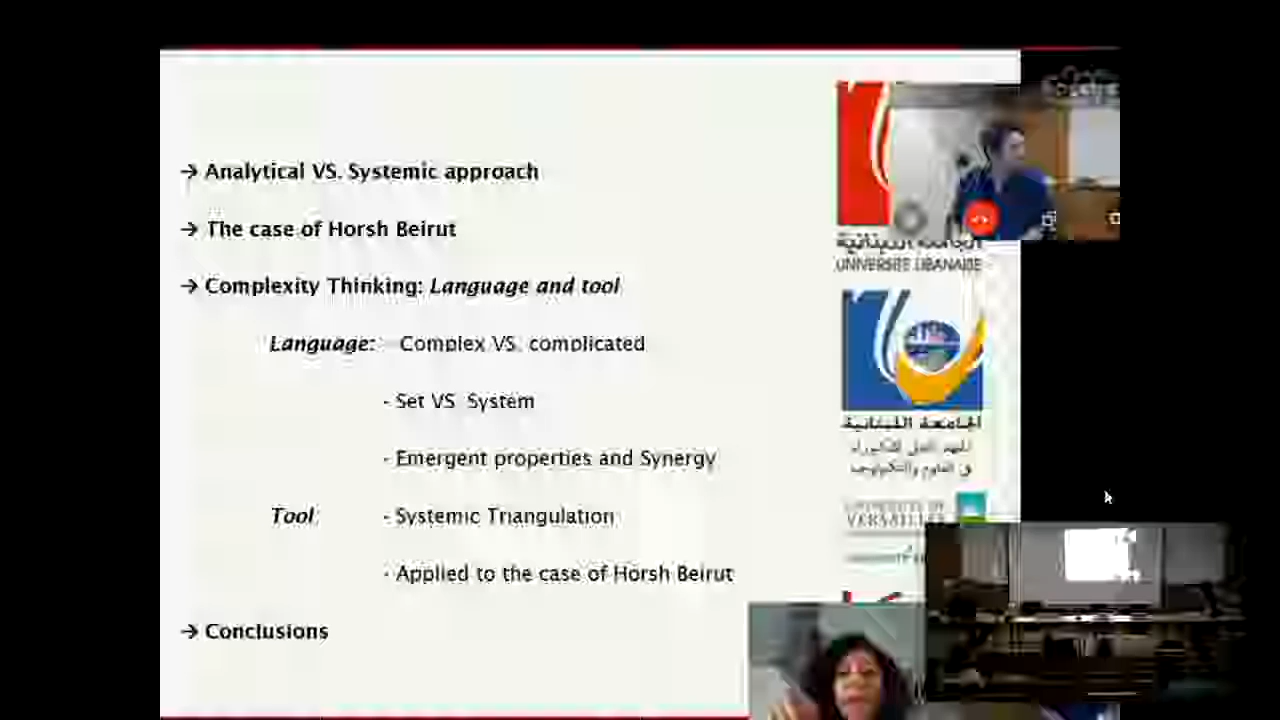 → Analytical VS. Systemic approach
→ The case of Horsh Beirut
→ Complexity Thinking: Language and tool
Language: Complex VS. complicated
- Set VS. System
- Emergent properties and Synergy
Tool - Systemic Triangulation
- Applied to the case of Horsh Beirut
→ Conclusions
UNIVERSITE LIBANAISE
الجامعة اللبنانية
VERSAILLES